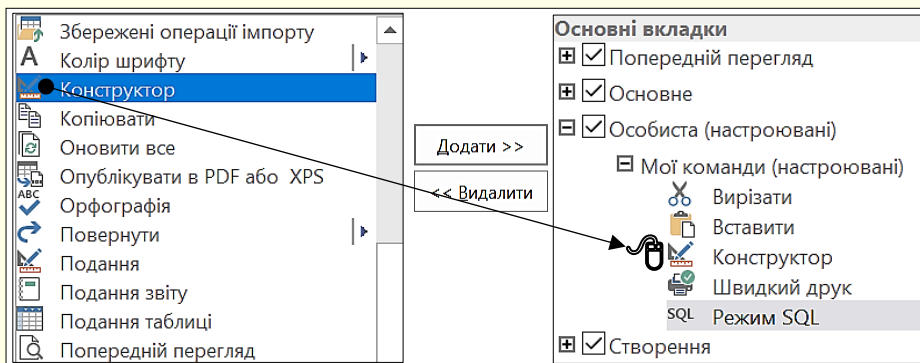 Збережені операції імпорту
A Колір шрифту
Конструктор
Копіювати
Оновити все
Опублікувати в PDF або XPS
ABC Орфографія
Повернути
Подання
Подання звіту
Подання таблиці
Попередній перегляд
Додати >>
<< Видалити
Основні вкладки
Попередній перегляд
Основне
Особиста (настроювані)
Мої команди (настроювані)
Вирізати
Вставити
Конструктор
Швидкий друк
SQL Режим SQL
Створення